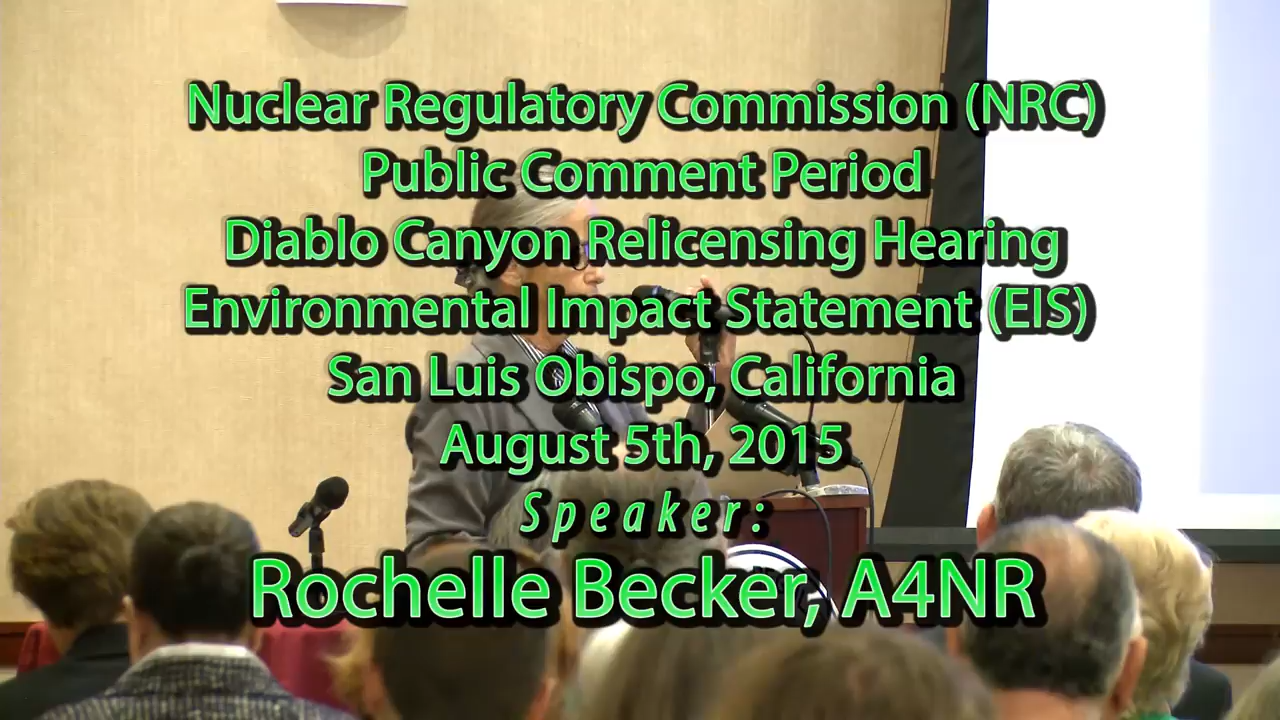 Nuclear Regulatory Commission (NRC)
Public Comment Period
Diablo Canyon Relicensing Hearing
Environmental Impact Statement (EIS)
San Luis Obispo, California
August 5th, 2015
Speaker:
Rochelle Becker, A4NR